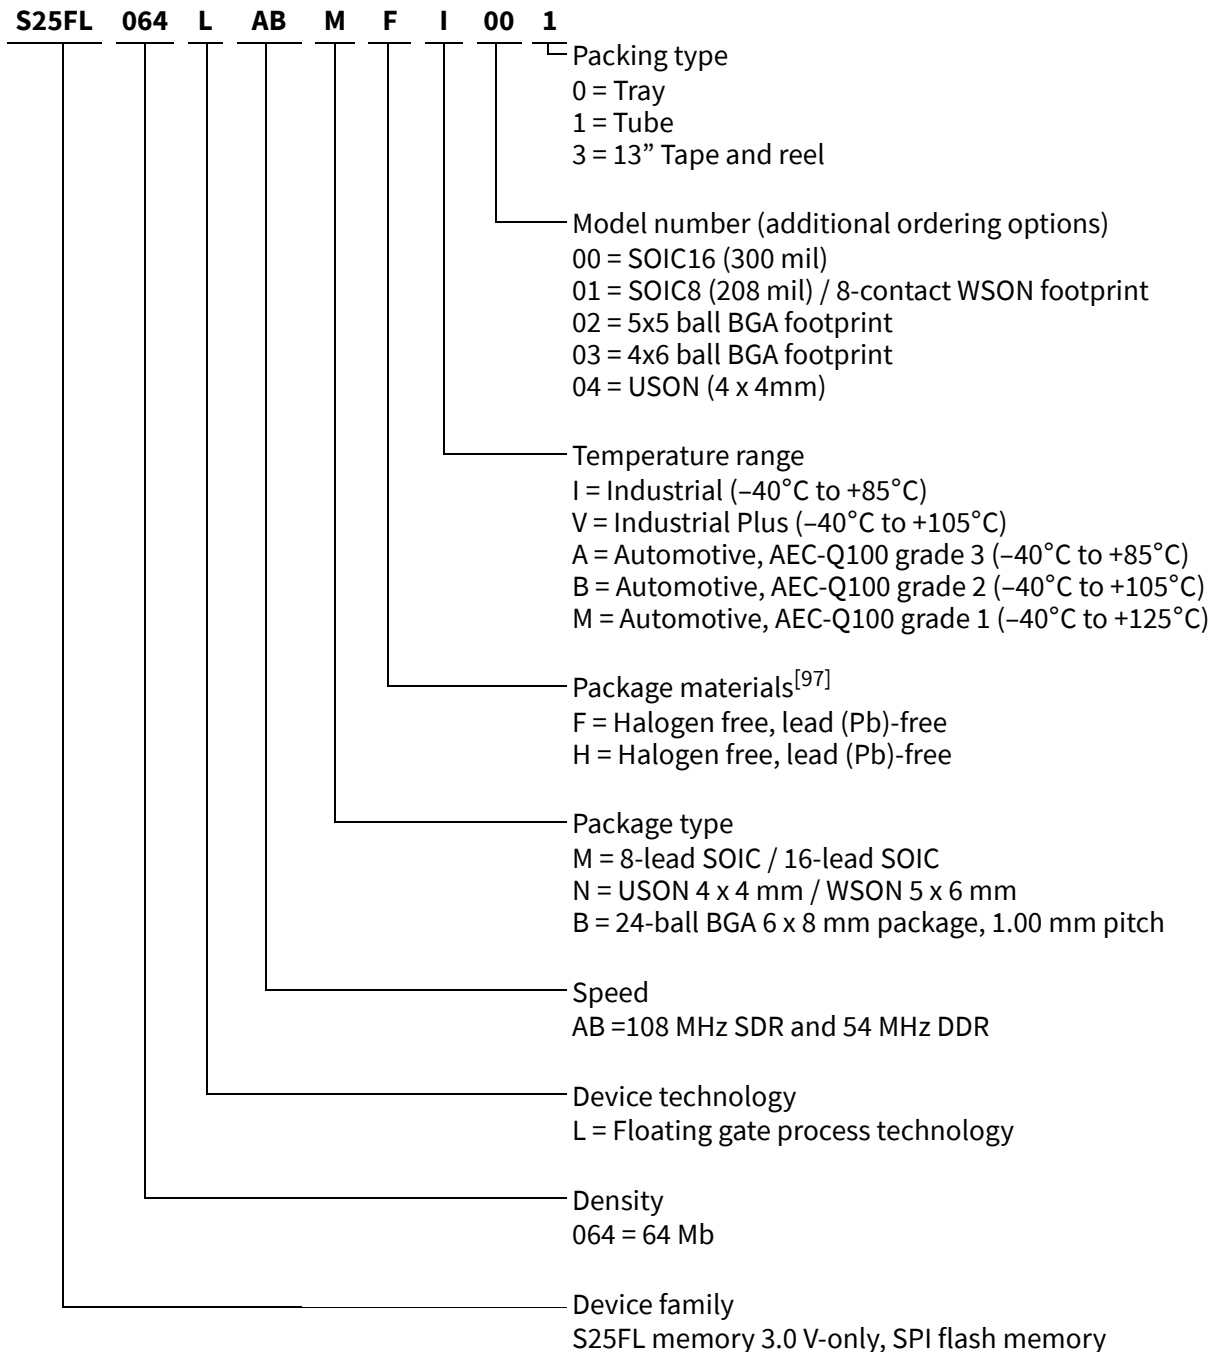 S25FL 064 L AB M F I 00 1
Packing type
0 = Tray
1 = Tube
3 = 13” Tape and reel
Model number (additional ordering options)
00 = SOIC16 (300 mil)
01 = SOIC8 (208 mil) / 8-contact WSON footprint
02 = 5x5 ball BGA footprint
03 = 4x6 ball BGA footprint
04 = USON (4 x 4mm)
Temperature range
I = Industrial (–40°C to +85°C)
V = Industrial Plus (–40°C to +105°C)
A = Automotive, AEC-Q100 grade 3 (–40°C to +85°C)
B = Automotive, AEC-Q100 grade 2 (–40°C to +105°C)
M = Automotive, AEC-Q100 grade 1 (–40°C to +125°C)
Package materials[97]
F = Halogen free, lead (Pb)-free
H = Halogen free, lead (Pb)-free
Package type
M = 8-lead SOIC / 16-lead SOIC
N = USON 4 x 4 mm / WSON 5 x 6 mm
B = 24-ball BGA 6 x 8 mm package, 1.00 mm pitch
Speed
AB =108 MHz SDR and 54 MHz DDR
Device technology
L = Floating gate process technology
Density
064 = 64 Mb
Device family
S25FL memory 3.0 V-only, SPI flash memory